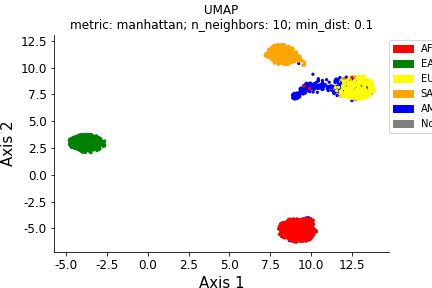 UMAP
metric: manhattan; n_neighbors: 10; min_dist: 0.1
12.5
10.0
7.5
5.0
2.5
0.0
-2.5
-5.0
Axis 2
-5.0 -2.5 0.0 2.5 5.0 7.5 10.0 12.5
Axis 1
AF
EA
EU
SA
AM
No